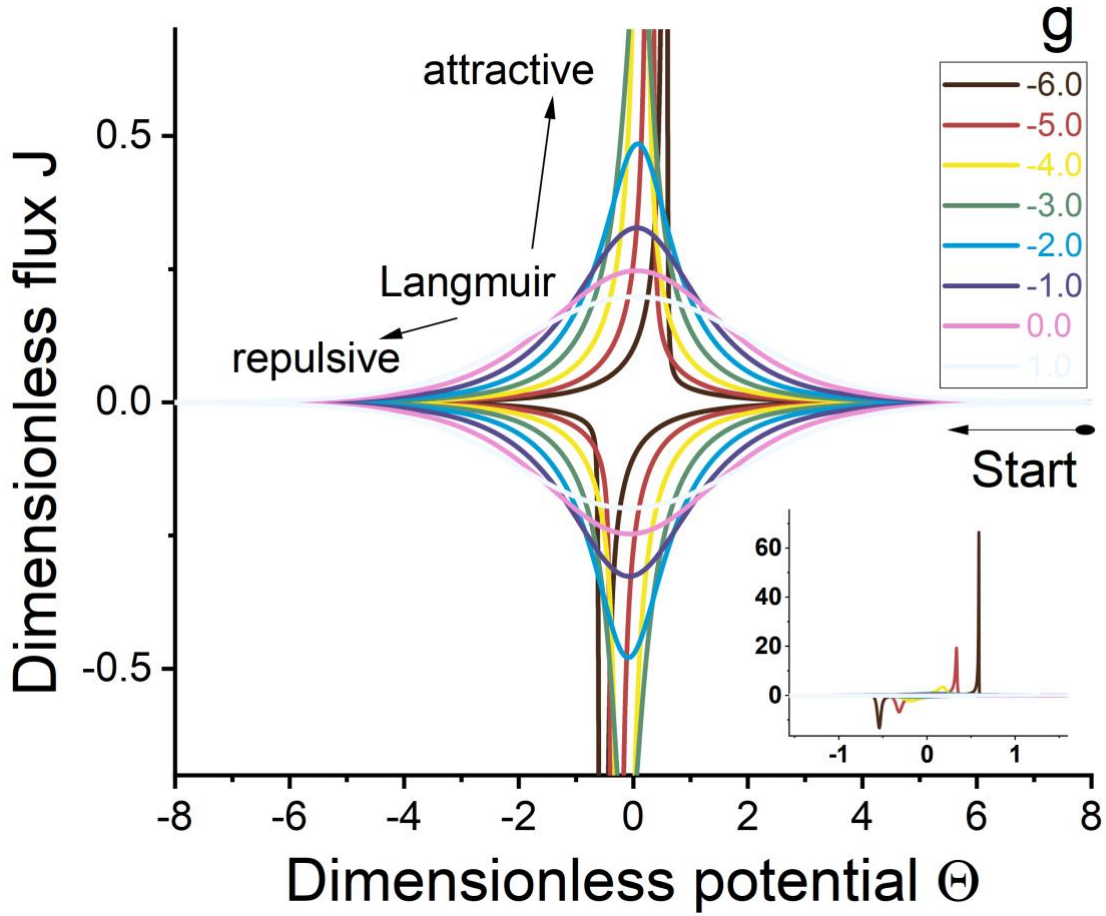 g
-6.0
-5.0
-4.0
-3.0
-2.0
-1.0
0.0
1.0
attractive
Langmuir
repulsive
Start
Dimensionless flux J
0.5
0.0
-0.5
60
40
20
0
-1 0 1
-8 -6 -4 -2 0 2 4 6 8
Dimensionless potential Θ